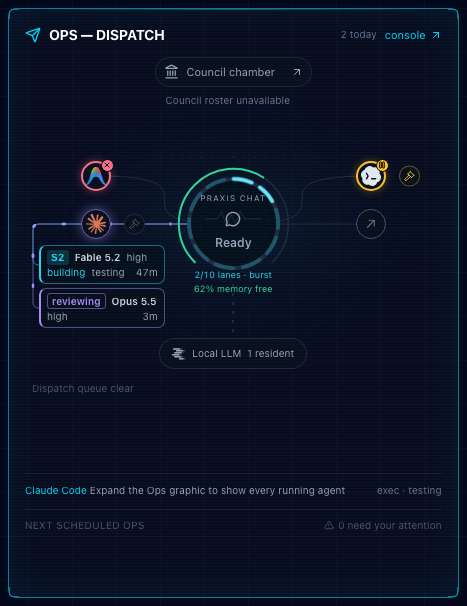 OPS — DISPATCH
2 today console
Council chamber
Council roster unavailable
PRAXIS CHAT
Ready
S2 Fable 5.2 high
building testing 47m
2/10 lanes · burst
62% memory free
reviewing Opus 5.5
high 3m
Local LLM 1 resident
Dispatch queue clear
Claude Code Expand the Ops graphic to show every running agent exec · testing
NEXT SCHEDULED OPS 0 need your attention